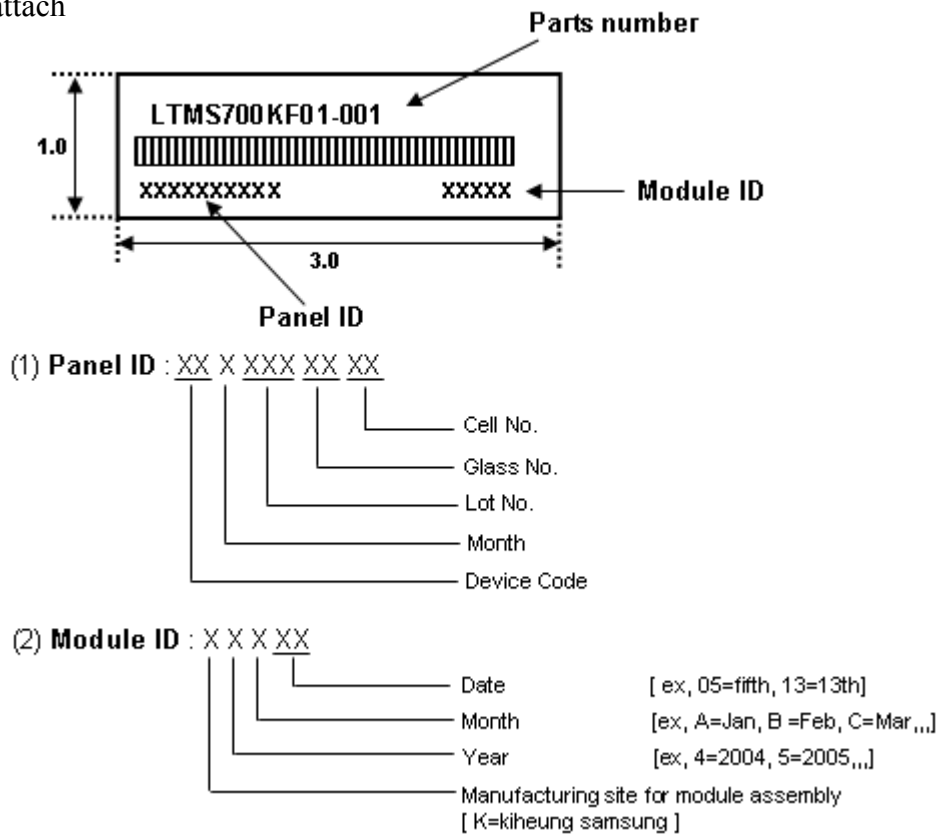 attach
Parts number
LTMS700KF01-001
1.0
XXXXXXXXXX XXXXX
Module ID
3.0
Panel ID
(1) Panel ID : XX X XXX XX XX
Cell No.
Glass No.
Lot No.
Month
Device Code
(2) Module ID : X X X XX
Date [ ex, 05=fifth, 13=13th]
Month [ex, A=Jan, B =Feb, C=Mar,,,]
Year [ex, 4=2004, 5=2005,,,]
Manufacturing site for module assembly
[ K=kiheung samsung ]